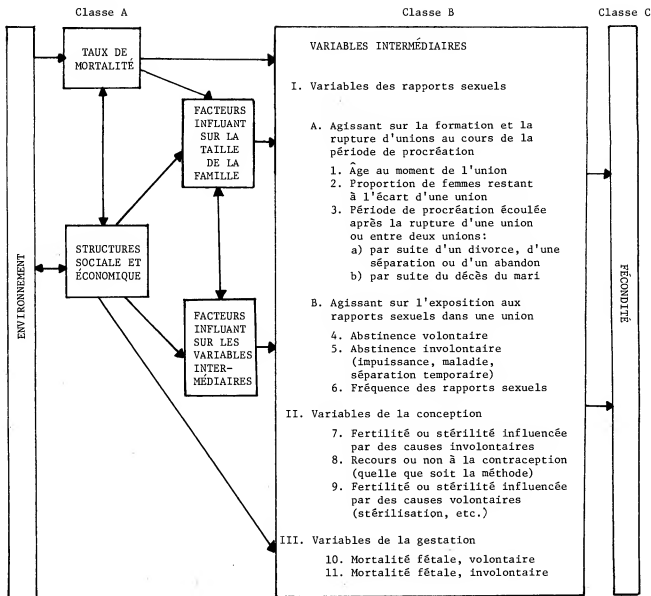 Classe A
Classe B
Classe C
ENVIRONNEMENT
TAUX DE
MORTALITÉ
STRUCTURES
SOCIALE ET
ÉCONOMIQUE
FACTEURS
INFLUANT
SUR LA
TAILLE
DE LA
FAMILLE
FACTEURS
INFLUANT
SUR LES
VARIABLES
INTER-
MÉDIAIRES
VARIABLES INTERMÉDIAIRES
I. Variables des rapports sexuels
A. Agissant sur la formation et la
rupture d'unions au cours de la
période de procréation
1. Âge au moment de l'union
2. Proportion de femmes restant
à l'écart d'une union
3. Période de procréation écoulée
après la rupture d'une union
ou entre deux unions:
a) par suite d'un divorce, d'une
séparation ou d'un abandon
b) par suite du décès du mari
B. Agissant sur l'exposition aux
rapports sexuels dans une union
4. Abstinence volontaire
5. Abstinence involontaire
(impuissance, maladie,
séparation temporaire)
6. Fréquence des rapports sexuels
II. Variables de la conception
7. Fertilité ou stérilité influencée
par des causes involontaires
8. Recours ou non à la contraception
(quelle que soit la méthode)
9. Fertilité ou stérilité influencée
par des causes volontaires
(stérilisation, etc.)
III. Variables de la gestation
10. Mortalité fétale, volontaire
11. Mortalité fétale, involontaire
FÉCONDITÉ